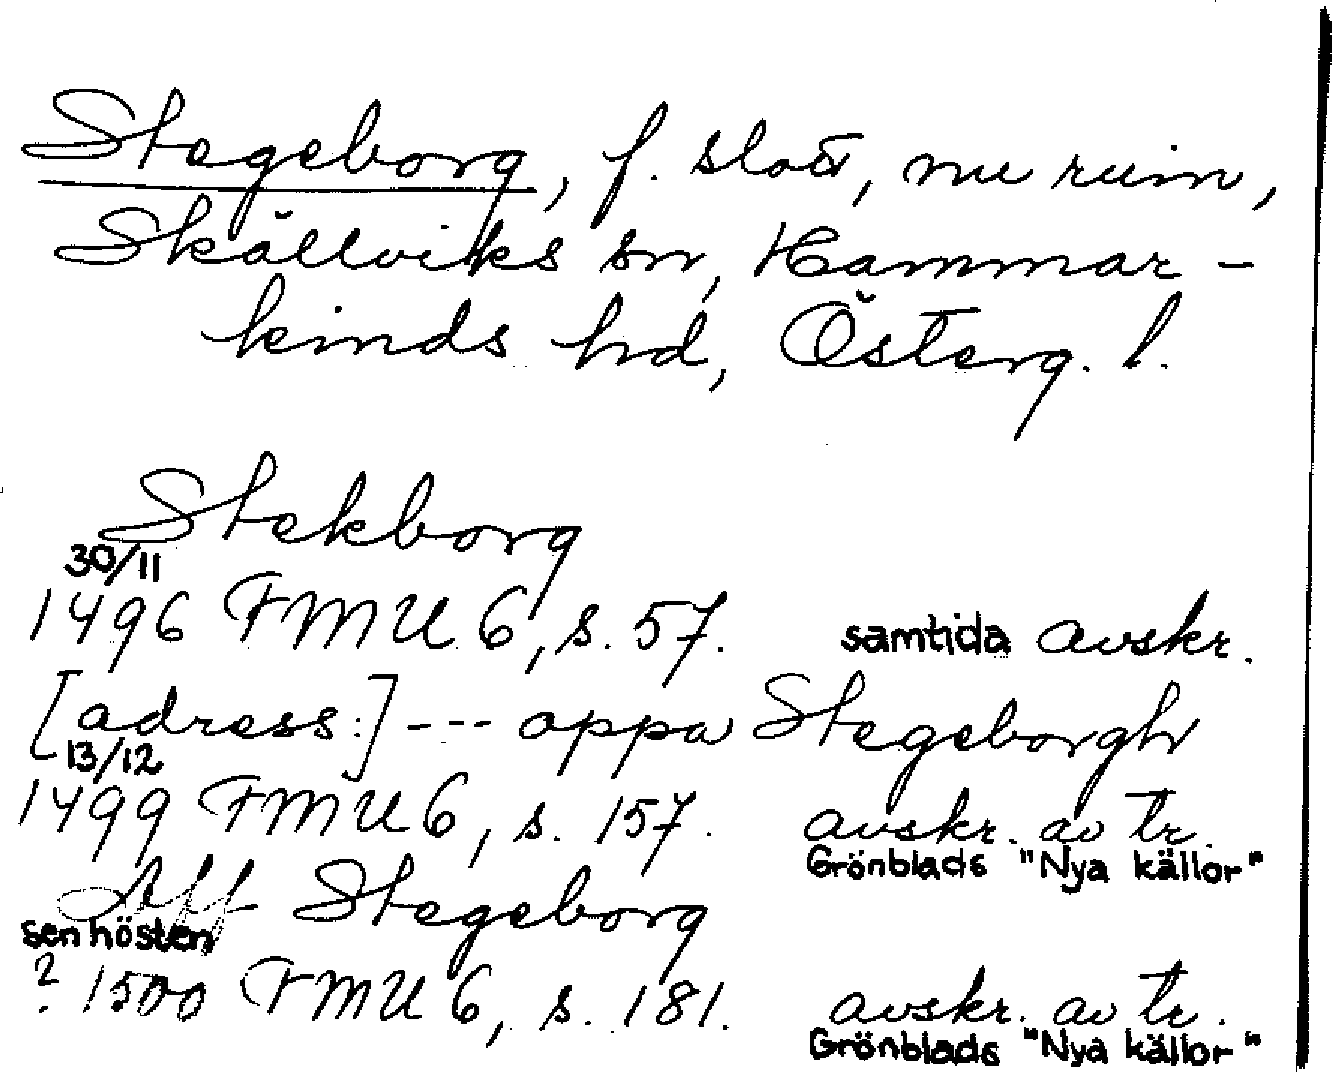 Stegeborg, f. slott, nu ruin,
Skällviks sn, Hammar-
kinds hd, Österg. l.
Stekborg
30/11
1496 FMU 6, s. 57. samtida avskr.
[adress:] --- oppa Stegeborgh
13/12
1499 FMU 6, s. 157. avskr. av tr.
Grönblads "Nya källor"
Aff Stegeborg
sen hösten
? 1500 FMU 6, s. 181. avskr. av tr.
Grönblads "Nya källor"